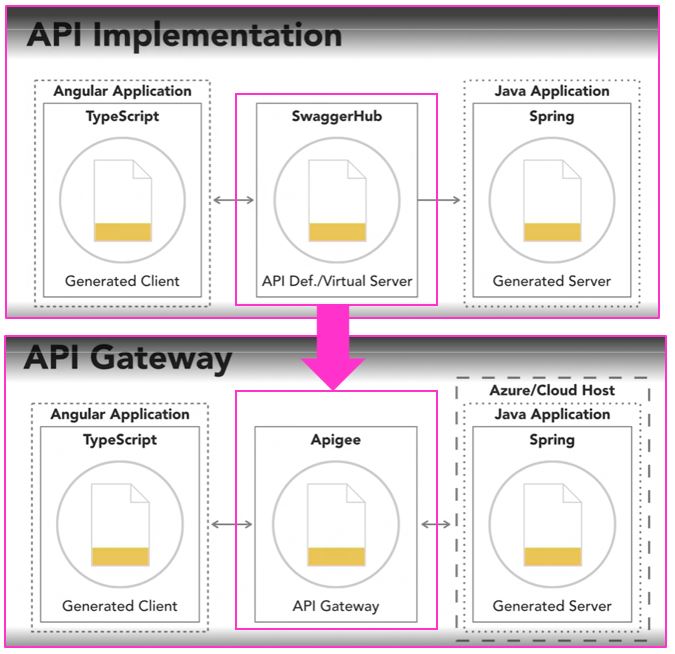 API Implementation
Angular Application
TypeScript
Generated Client
SwaggerHub
API Def./Virtual Server
Java Application
Spring
Generated Server
API Gateway
Angular Application
TypeScript
Generated Client
Apigee
API Gateway
Azure/Cloud Host
Java Application
Spring
Generated Server